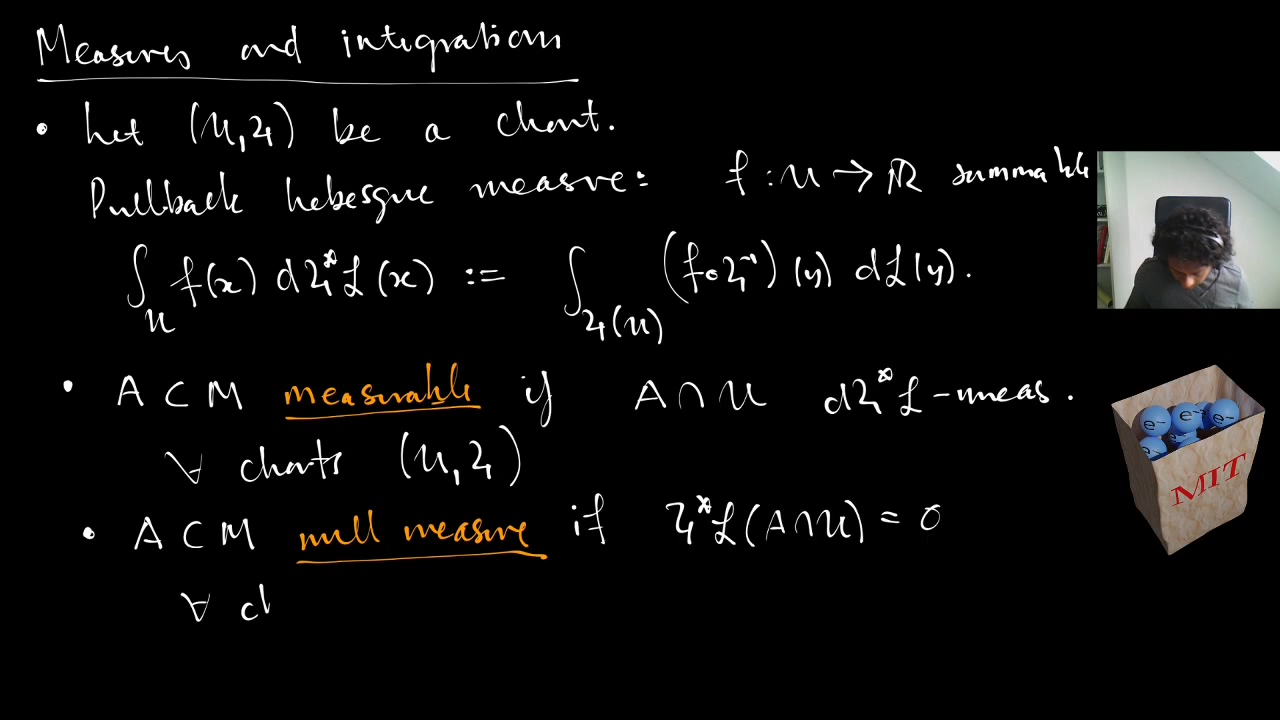 Measures and integration
• Let (U,φ) be a chart.
Pullback Lebesgue measure: f : U → ℝ summable
∫_U f(x) dφ*𝓛(x) := ∫_φ(U) (f∘φ⁻¹)(y) d𝓛(y).
• A ⊂ M measurable if A ∩ U dφ*𝓛-meas.
∀ charts (U,φ)
• A ⊂ M null measure if φ*𝓛(A∩U) = 0
∀ ch
e⁻
e⁻
e⁻
e⁻
MIT